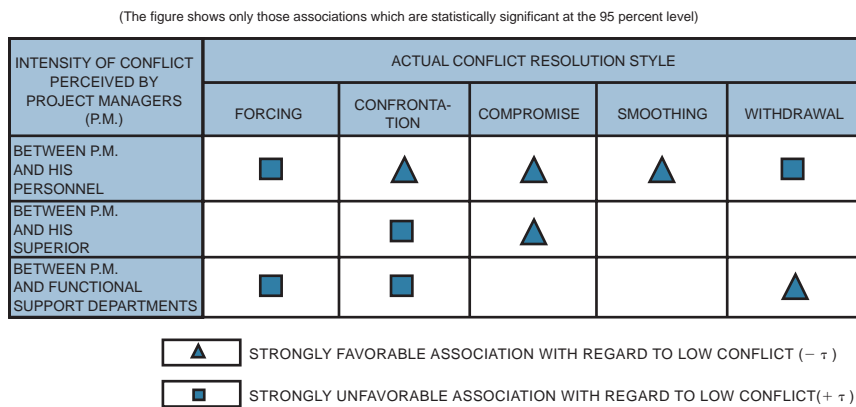 (The figure shows only those associations which are statistically significant at the 95 percent level)
INTENSITY OF CONFLICT
PERCEIVED BY
PROJECT MANAGERS
(P.M.)
ACTUAL CONFLICT RESOLUTION STYLE
FORCING
CONFRONTA-
TION
COMPROMISE
SMOOTHING
WITHDRAWAL
BETWEEN P.M.
AND HIS
PERSONNEL
BETWEEN P.M.
AND HIS
SUPERIOR
BETWEEN P.M.
AND FUNCTIONAL
SUPPORT DEPARTMENTS
STRONGLY FAVORABLE ASSOCIATION WITH REGARD TO LOW CONFLICT (− τ )
STRONGLY UNFAVORABLE ASSOCIATION WITH REGARD TO LOW CONFLICT(+ τ )